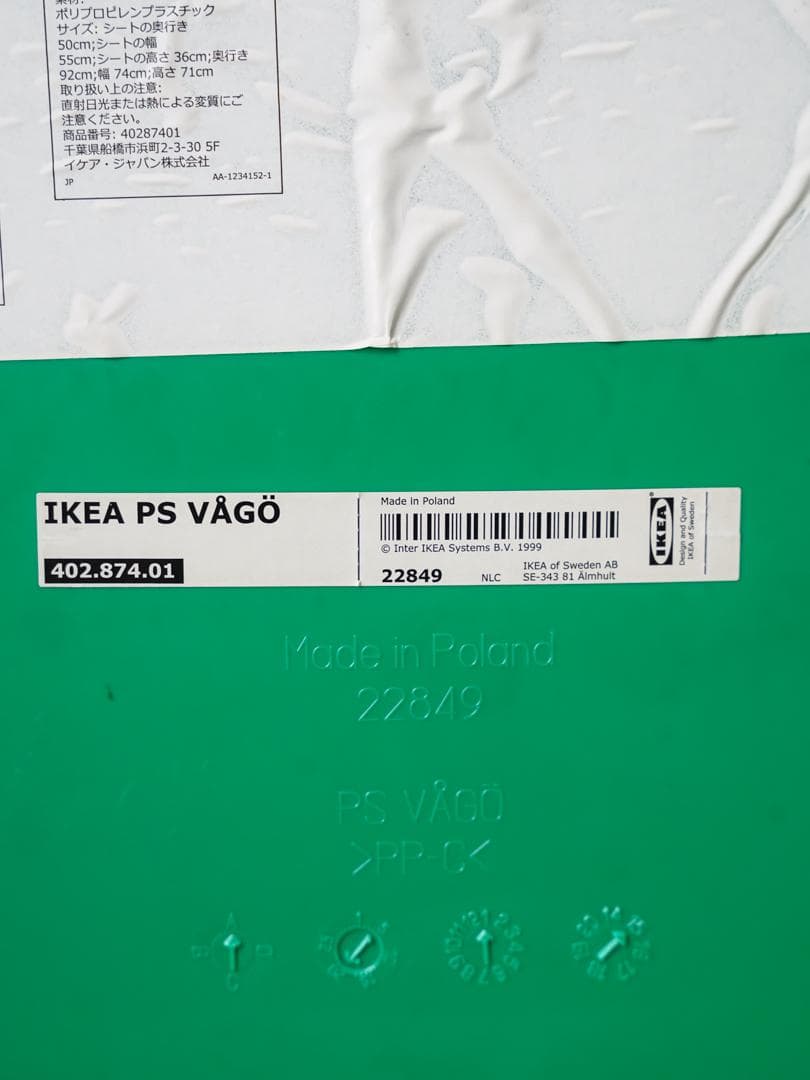 ポリプロピレンプラスチック
サイズ: シートの奥行き
50cm;シートの幅
55cm;シートの高さ 36cm;奥行き
92cm;幅 74cm;高さ 71cm
取り扱い上の注意:
直射日光または熱による変質にご
注意ください。
商品番号: 40287401
千葉県船橋市浜町2-3-30 5F
イケア・ジャパン株式会社
JP AA-1234152-1
IKEA PS VÅGÖ
402.874.01
Made in Poland
© Inter IKEA Systems B.V. 1999
22849 NLC
IKEA of Sweden AB
SE-343 81 Älmhult
IKEA®
Design and Quality
IKEA of Sweden
Made in Poland
22849
PS VÅGÖ
>PP-C<